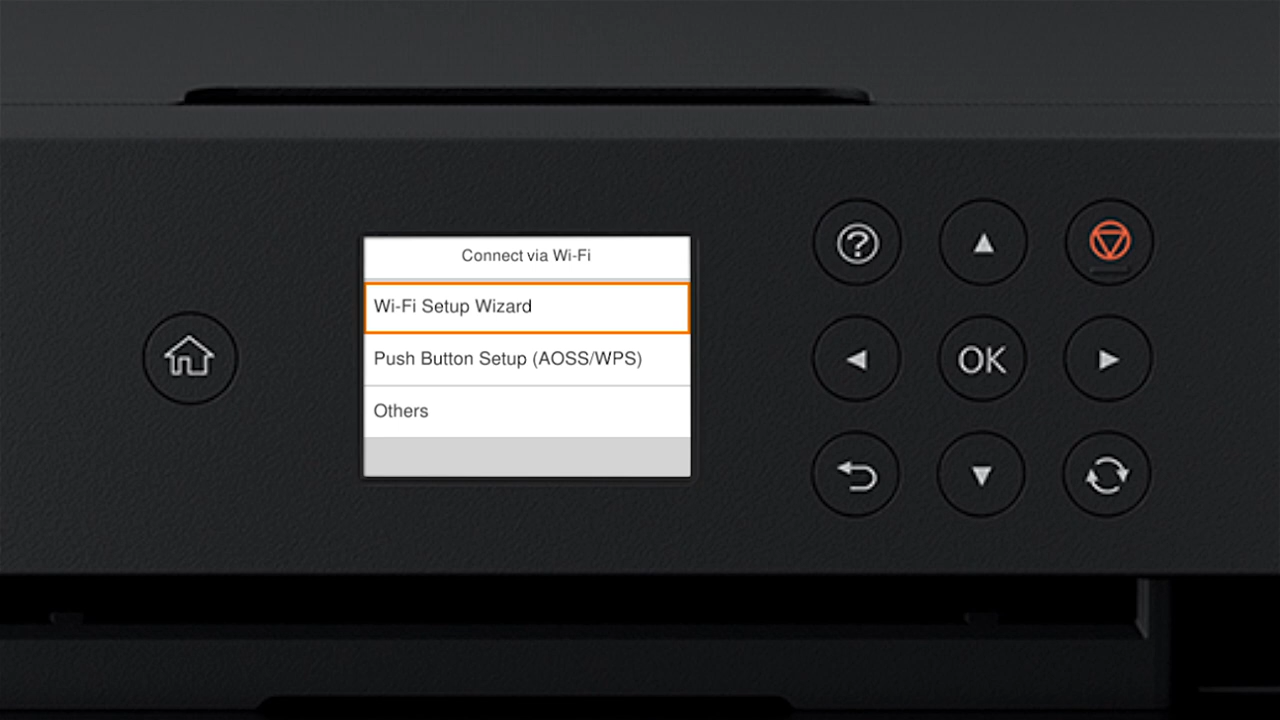 Connect via Wi-Fi
Wi-Fi Setup Wizard
Push Button Setup (AOSS/WPS)
Others
?
OK